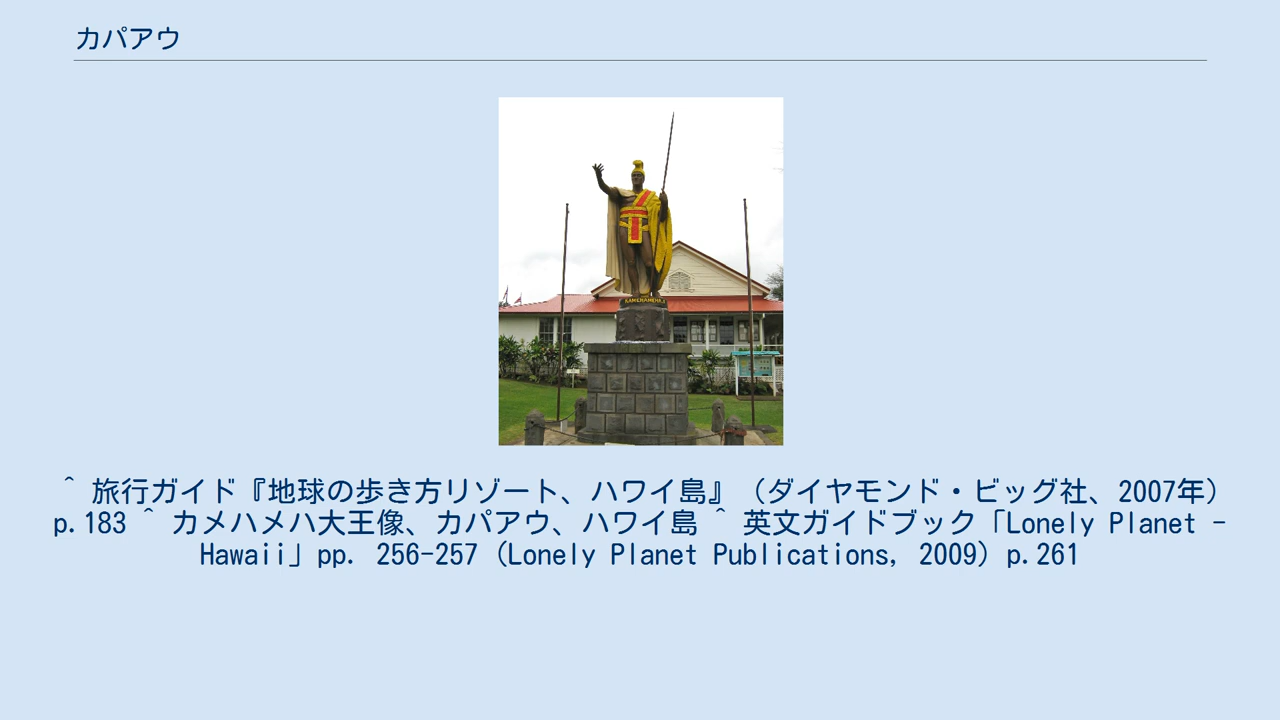 カパアウ
KAMEHAMEHA
^ 旅行ガイド『地球の歩き方リゾート、ハワイ島』（ダイヤモンド・ビッグ社、2007年）
p.183 ^ カメハメハ大王像、カパアウ、ハワイ島 ^ 英文ガイドブック「Lonely Planet -
Hawaii」pp. 256-257（Lonely Planet Publications, 2009）p.261